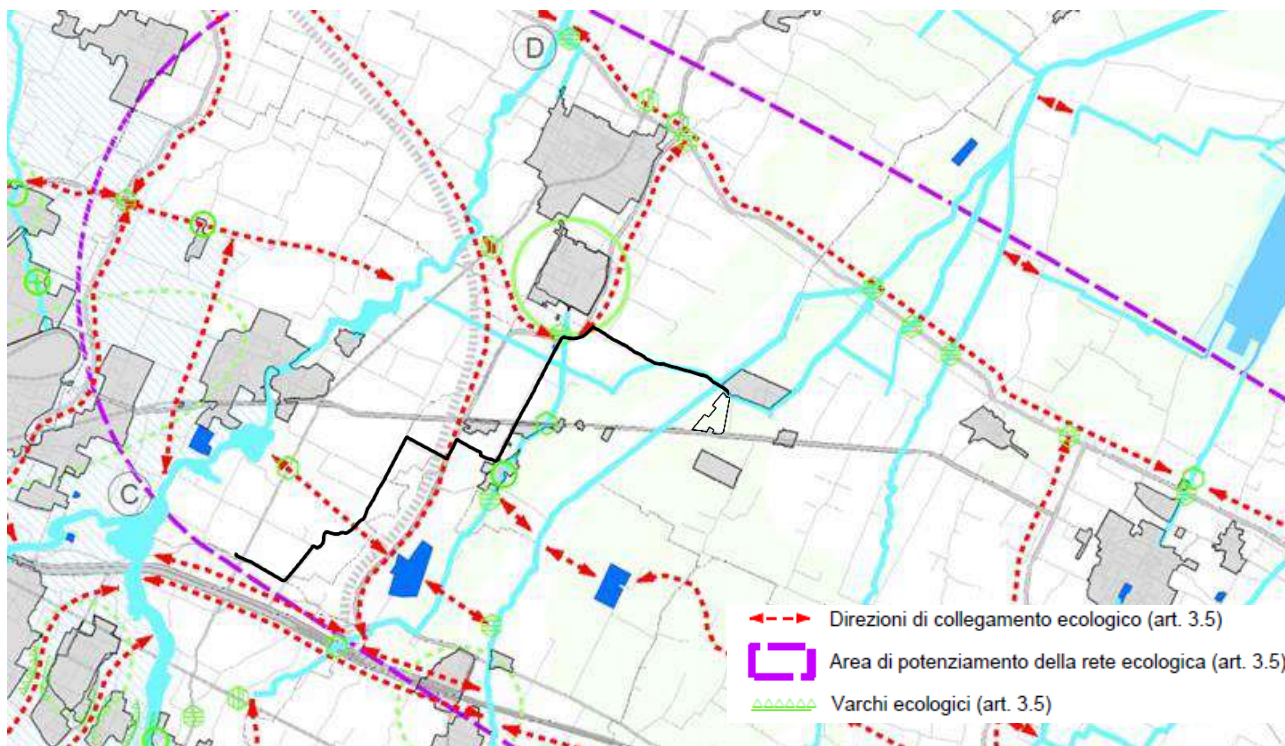 D
C
Direzioni di collegamento ecologico (art. 3.5)
Area di potenziamento della rete ecologica (art. 3.5)
Varchi ecologici (art. 3.5)